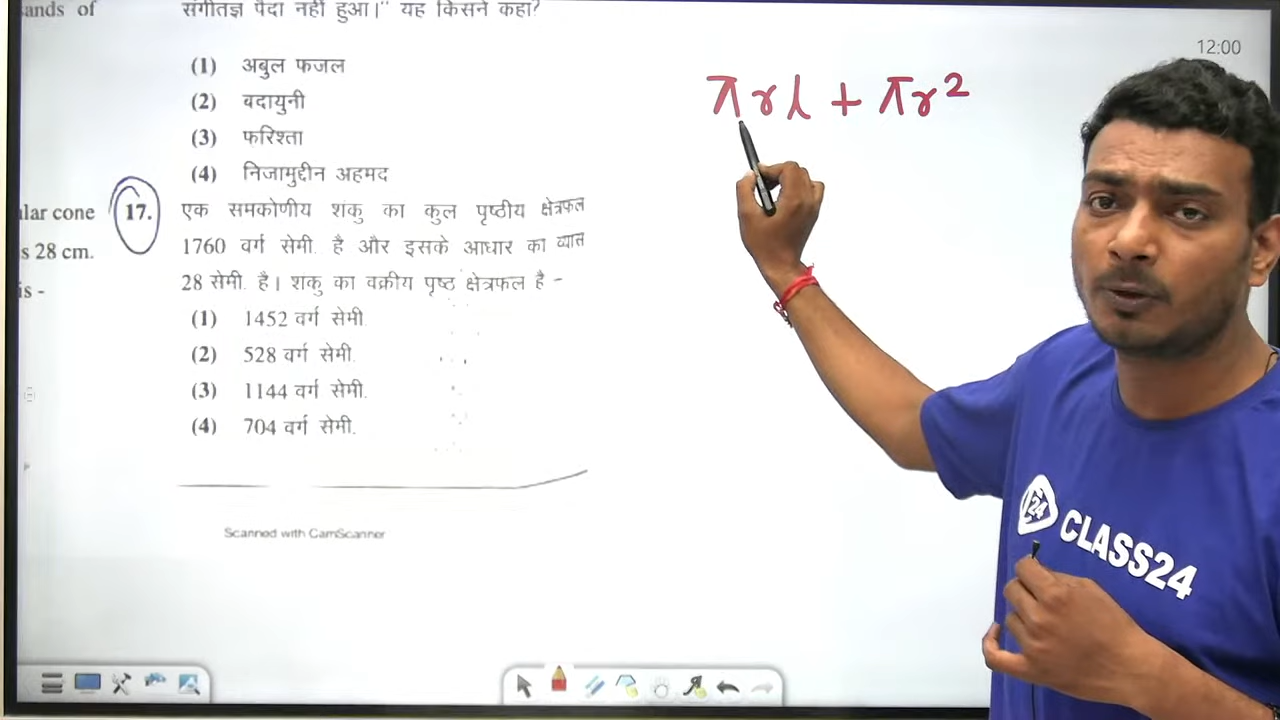 ands of
संगीतज्ञ पैदा नहीं हुआ।" यह किसने कहा?
(1) अबुल फजल
(2) बदायुनी
(3) फरिश्ता
(4) निजामुद्दीन अहमद
lar cone
s 28 cm.
is -
17. एक समकोणीय शंकु का कुल पृष्ठीय क्षेत्रफल
1760 वर्ग सेमी. है और इसके आधार का व्यास
28 सेमी. है। शंकु का वक्रीय पृष्ठ क्षेत्रफल है -
(1) 1452 वर्ग सेमी.
(2) 528 वर्ग सेमी.
(3) 1144 वर्ग सेमी.
(4) 704 वर्ग सेमी.
Scanned with CamScanner
πrl + πr²
12:00
24 CLASS24